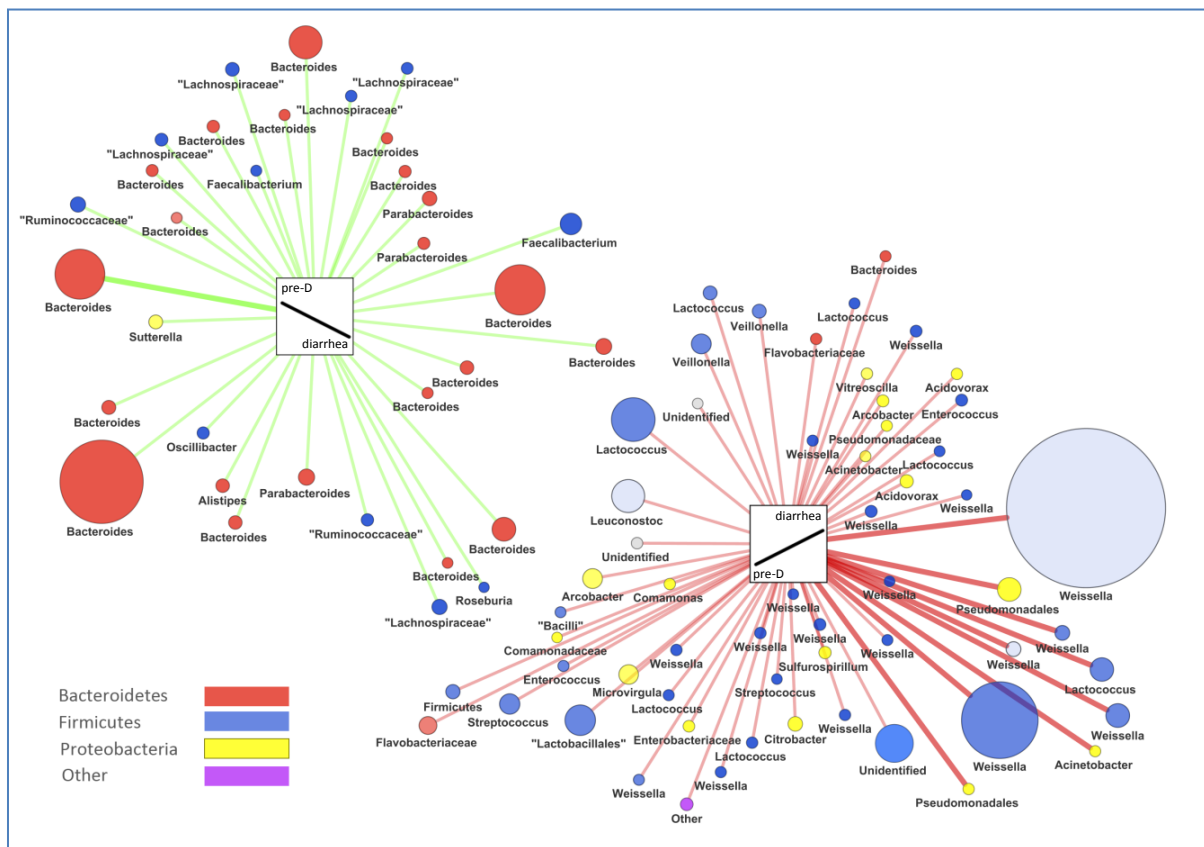 Bacteroides
"Lachnospiraceae"
"Lachnospiraceae"
"Lachnospiraceae"
Bacteroides
Bacteroides
Bacteroides
"Lachnospiraceae"
Bacteroides
Faecalibacterium
Bacteroides
Parabacteroides
"Ruminococcaceae"
Bacteroides
Faecalibacterium
Parabacteroides
pre-D
diarrhea
Bacteroides
Bacteroides
Sutterella
Bacteroides
Bacteroides
Bacteroides
Bacteroides
Oscillibacter
Bacteroides
Alistipes
Parabacteroides
Bacteroides
"Ruminococcaceae"
Bacteroides
Bacteroides
Roseburia
"Lachnospiraceae"
Bacteroides
Lactococcus
Lactococcus
Veillonella
Weissella
Flavobacteriaceae
Veillonella
Vitreoscilla
Acidovorax
Unidentified
Arcobacter
Enterococcus
Lactococcus
Pseudomonadaceae
Weissella
Acinetobacter
Lactococcus
Acidovorax
Weissella
Weissella
Leuconostoc
diarrhea
pre-D
Unidentified
Weissella
Arcobacter
Comamonas
Weissella
Weissella
Pseudomonadales
"Bacilli"
Weissella
Weissella
Weissella
Comamonadaceae
Weissella
Weissella
Weissella
Sulfurospirillum
Enterococcus
Microvirgula
Streptococcus
Lactococcus
Firmicutes
Lactococcus
Streptococcus
Weissella
Weissella
Flavobacteriaceae
"Lactobacillales"
Enterobacteriaceae
Citrobacter
Lactococcus
Unidentified
Weissella
Acinetobacter
Weissella
Weissella
Pseudomonadales
Other
Bacteroidetes
Firmicutes
Proteobacteria
Other